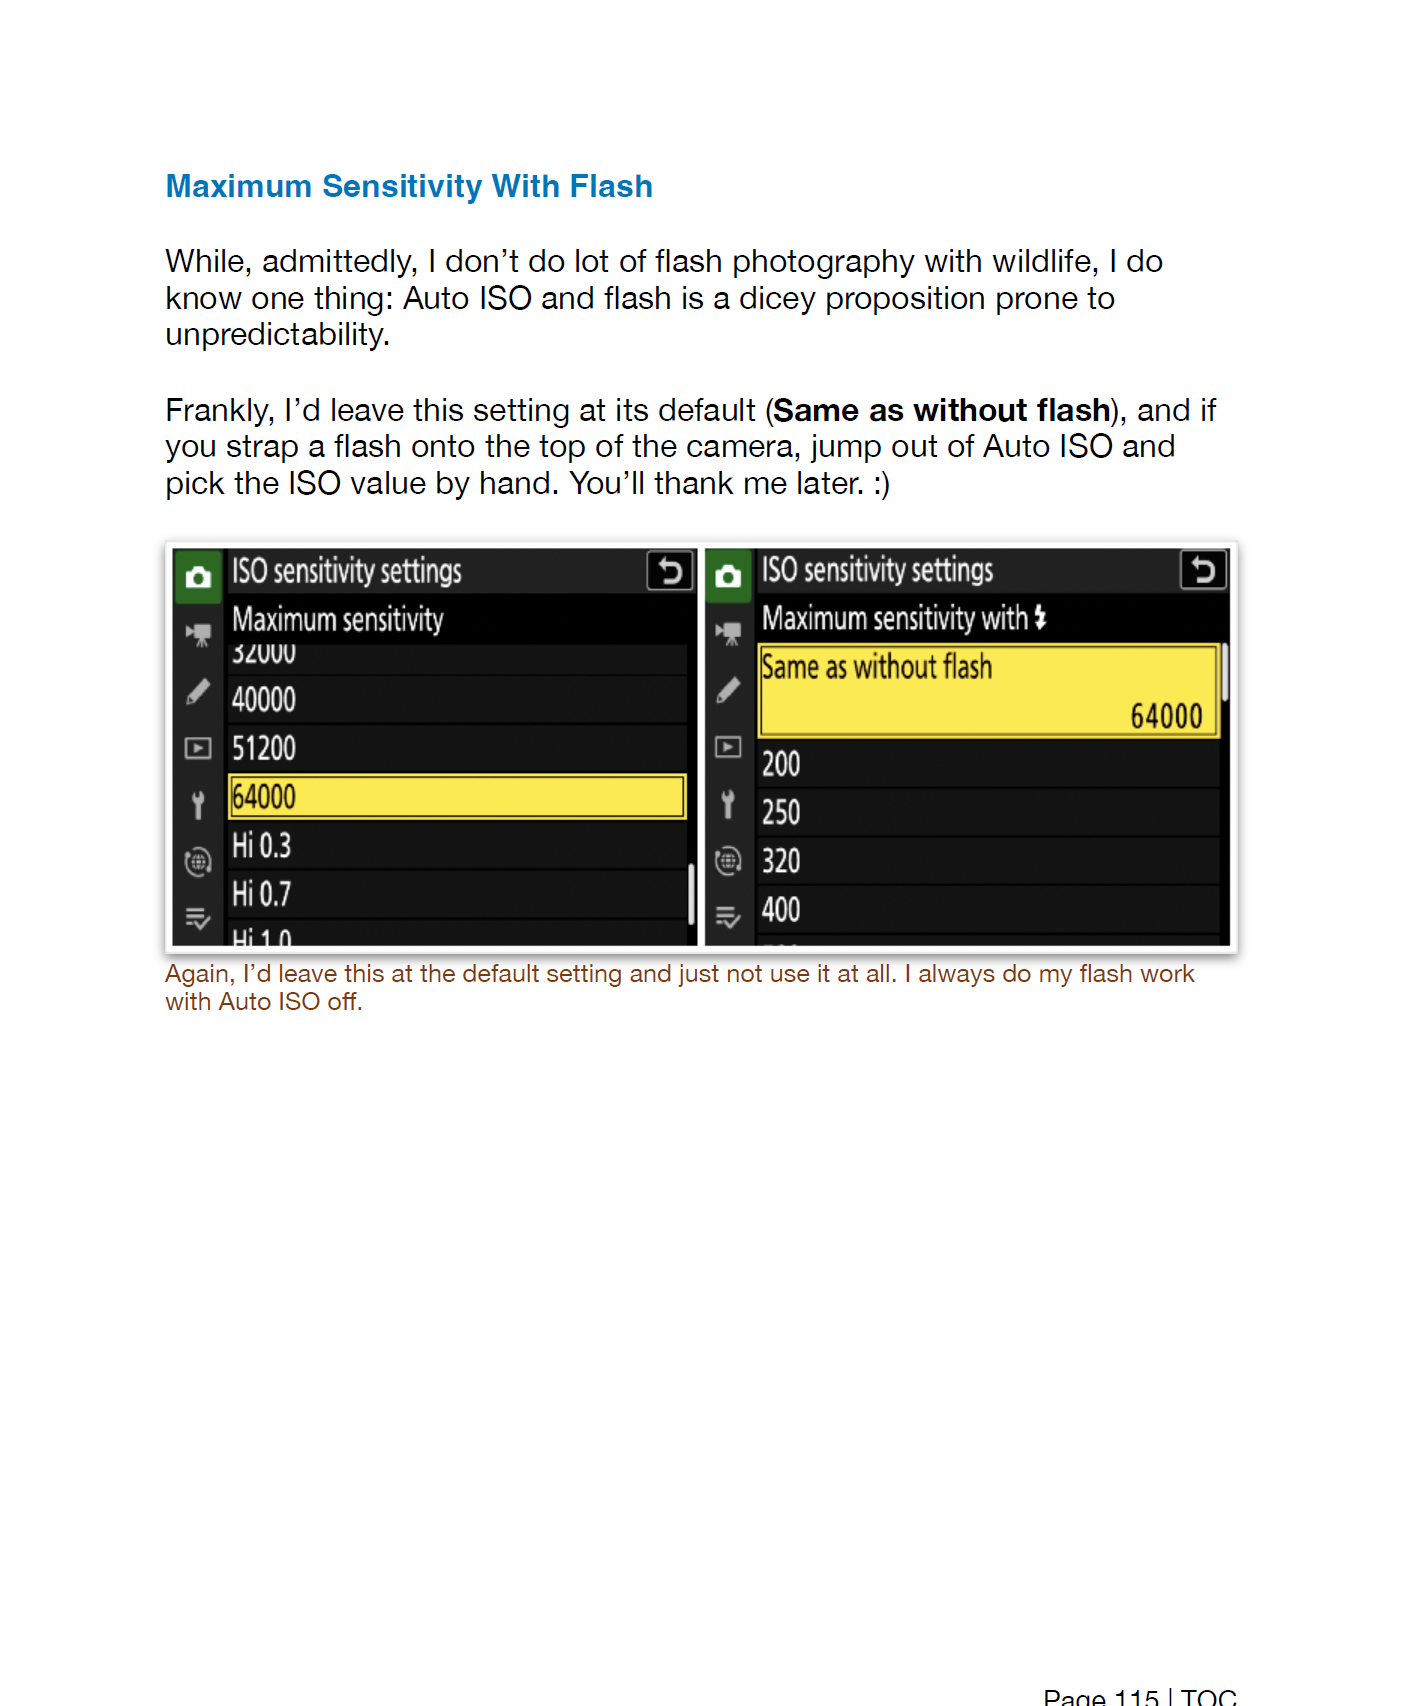 Maximum Sensitivity With Flash
While, admittedly, I don’t do lot of flash photography with wildlife, I do
know one thing: Auto ISO and flash is a dicey proposition prone to
unpredictability.
Frankly, I’d leave this setting at its default (Same as without flash), and if
you strap a flash onto the top of the camera, jump out of Auto ISO and
pick the ISO value by hand. You’ll thank me later. :)
ISO sensitivity settings
Maximum sensitivity
32000
40000
51200
64000
Hi 0.3
Hi 0.7
Hi 1.0
ISO sensitivity settings
Maximum sensitivity with
Same as without flash
64000
200
250
320
400
Again, I’d leave this at the default setting and just not use it at all. I always do my flash work
with Auto ISO off.
Page 115 | TOC